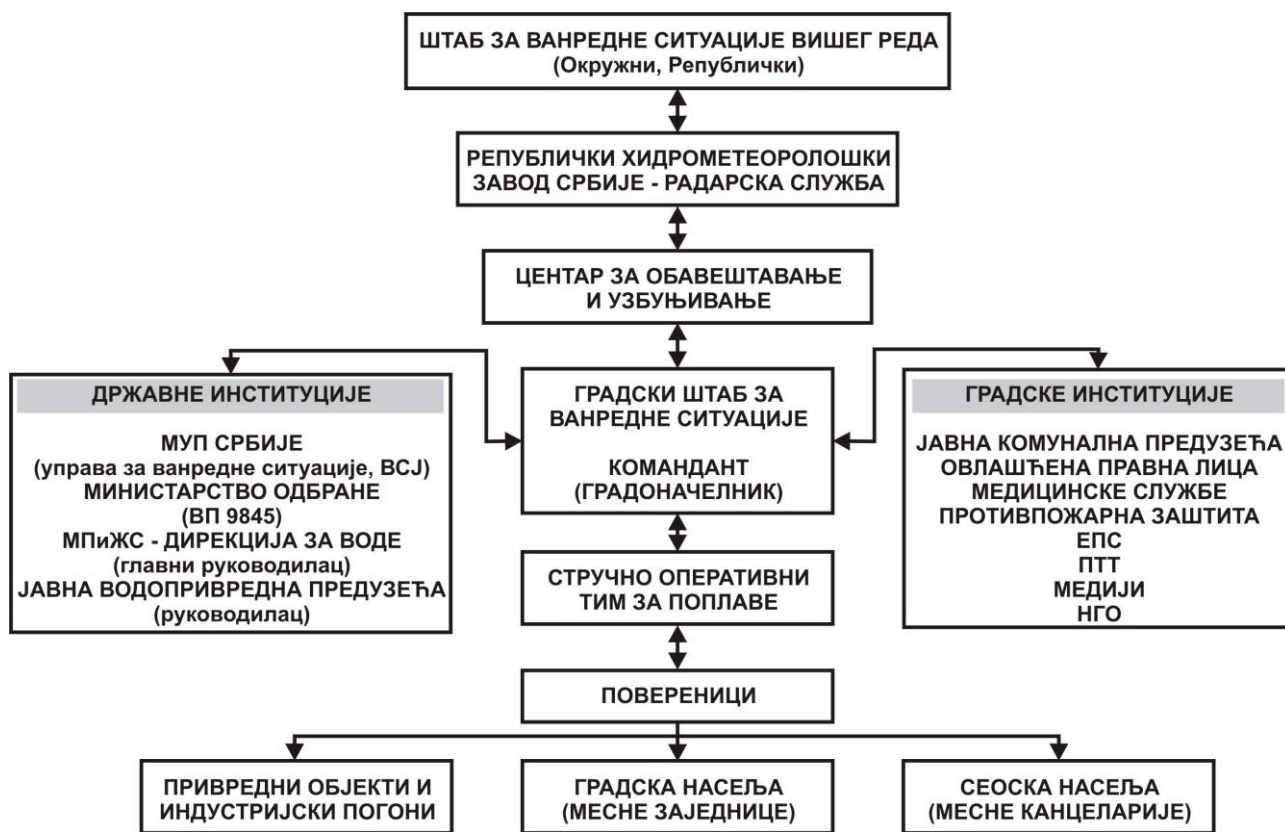 ШТАБ ЗА ВАНРЕДНЕ СИТУАЦИЈЕ ВИШЕГ РЕДА
(Окружни, Републички)
РЕПУБЛИЧКИ ХИДРОМЕТЕОРОЛОШКИ
ЗАВОД СРБИЈЕ - РАДАРСКА СЛУЖБА
ЦЕНТАР ЗА ОБАВЕШТАВАЊЕ
И УЗБУЊИВАЊЕ
ДРЖАВНЕ ИНСТИТУЦИЈЕ
МУП СРБИЈЕ
(управа за ванредне ситуације, ВСЈ)
МИНИСТАРСТВО ОДБРАНЕ
(ВП 9845)
МПиЖС - ДИРЕКЦИЈА ЗА ВОДЕ
(главни руководилац)
ЈАВНА ВОДОПРИВРЕДНА ПРЕДУЗЕЋА
(руководилац)
ГРАДСКИ ШТАБ ЗА
ВАНРЕДНЕ СИТУАЦИЈЕ
КОМАНДАНТ
(ГРАДОНАЧЕЛНИК)
ГРАДСКЕ ИНСТИТУЦИЈЕ
ЈАВНА КОМУНАЛНА ПРЕДУЗЕЋА
ОВЛАШЋЕНА ПРАВНА ЛИЦА
МЕДИЦИНСКЕ СЛУЖБЕ
ПРОТИВПОЖАРНА ЗАШТИТА
ЕПС
ПТТ
МЕДИЈИ
НГО
СТРУЧНО ОПЕРАТИВНИ
ТИМ ЗА ПОПЛАВЕ
ПОВЕРЕНИЦИ
ПРИВРЕДНИ ОБЈЕКТИ И
ИНДУСТРИЈСКИ ПОГОНИ
ГРАДСКА НАСЕЉА
(МЕСНЕ ЗАЈЕДНИЦЕ)
СЕОСКА НАСЕЉА
(МЕСНЕ КАНЦЕЛАРИЈЕ)